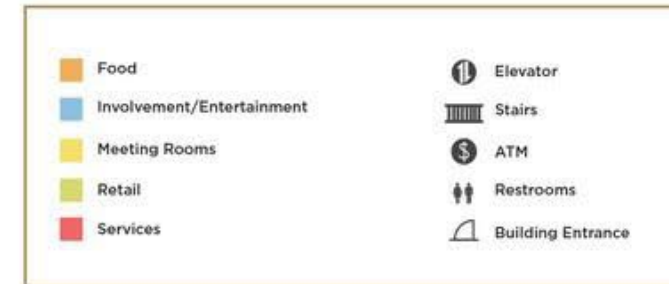 Food
Involvement/Entertainment
Meeting Rooms
Retail
Services
Elevator
Stairs
$ ATM
Restrooms
Building Entrance